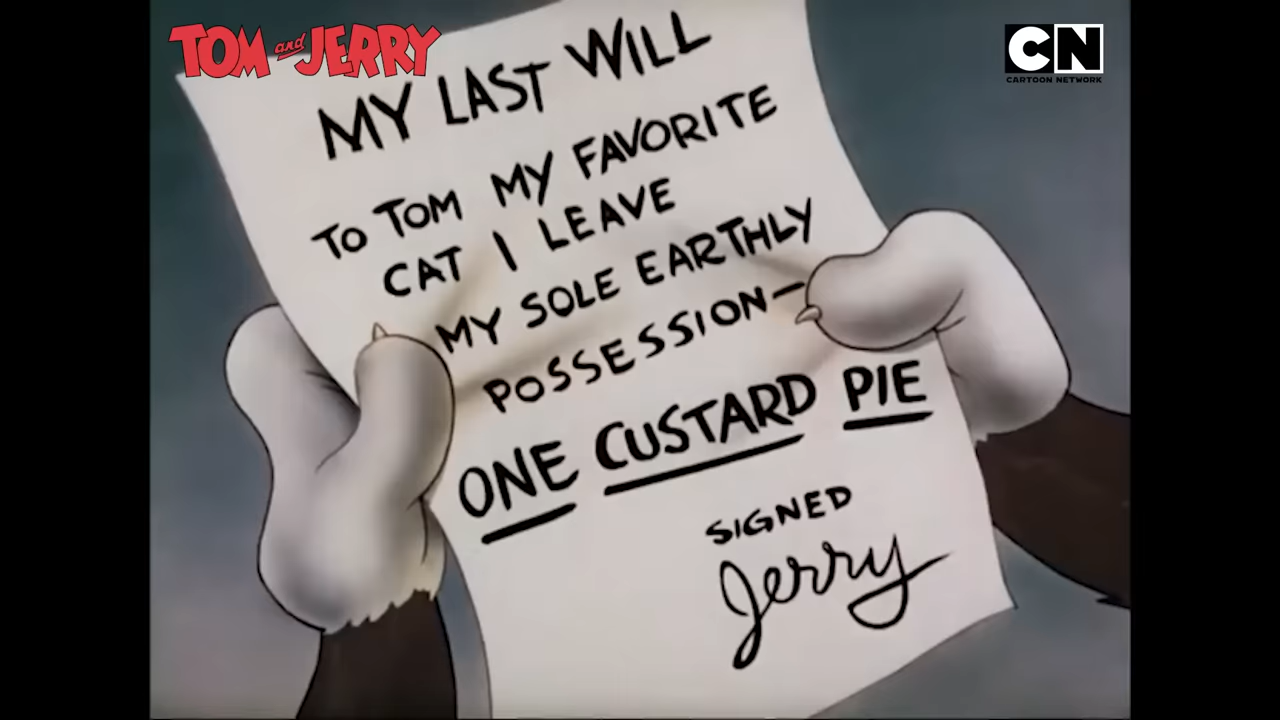 TOM and JERRY
CN
CARTOON NETWORK
MY LAST WILL
TO TOM MY FAVORITE
CAT I LEAVE
MY SOLE EARTHLY
POSSESSION—
ONE CUSTARD PIE
SIGNED
Jerry